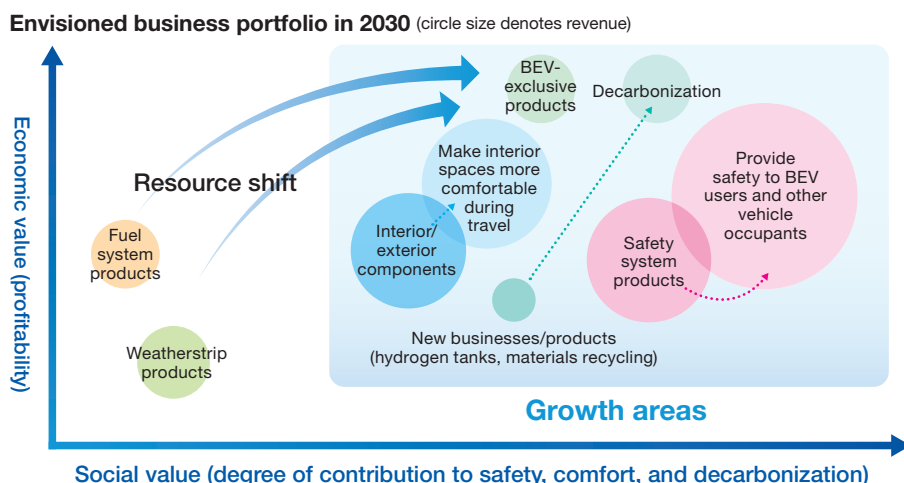 Envisioned business portfolio in 2030 (circle size denotes revenue)
Economic value (profitability)
Resource shift
Fuel
system
products
Weatherstrip
products
BEV-
exclusive
products
Decarbonization
Make interior
spaces more
comfortable
during
travel
Interior/
exterior
components
Provide
safety to BEV
users and other
vehicle
occupants
Safety
system
products
New businesses/products
(hydrogen tanks, materials recycling)
Growth areas
Social value (degree of contribution to safety, comfort, and decarbonization)